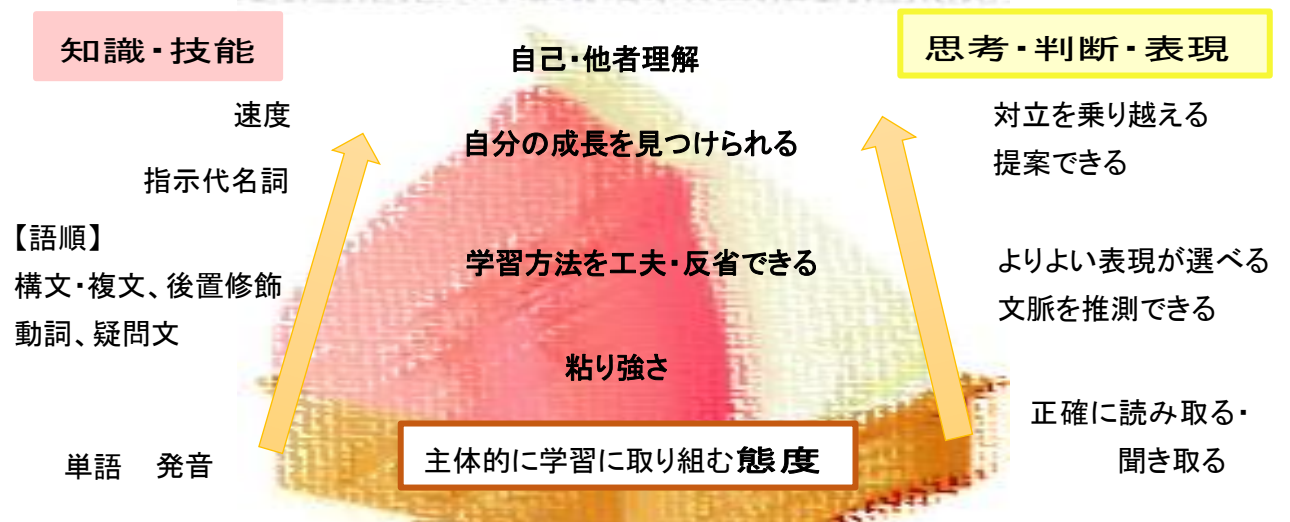 知識・技能
速度
指示代名詞
【語順】
構文・複文、後置修飾
動詞、疑問文
単語　発音
自己・他者理解
自分の成長を見つけられる
学習方法を工夫・反省できる
粘り強さ
主体的に学習に取り組む態度
思考・判断・表現
対立を乗り越える
提案できる
よりよい表現が選べる
文脈を推測できる
正確に読み取る・
聞き取る